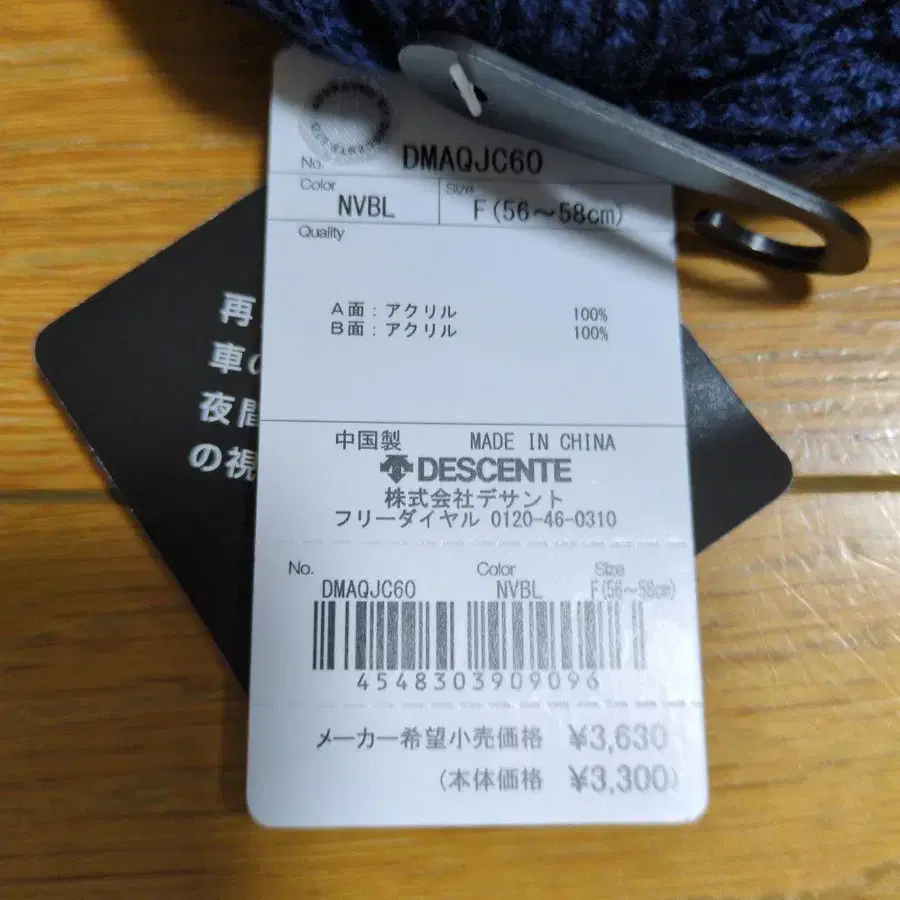 No. DMAQJC60
Color Size
NVBL F(56～58cm)
Quality
A面:アクリル 100%
B面:アクリル 100%
中国製 MADE IN CHINA
DESCENTE
株式会社デサント
フリーダイヤル 0120-46-0310
No. Color Size
DMAQJC60 NVBL F(56～58cm)
4548303909096
メーカー希望小売価格 ¥3,630
(本体価格 ¥3,300)
再
車の
夜間
の視